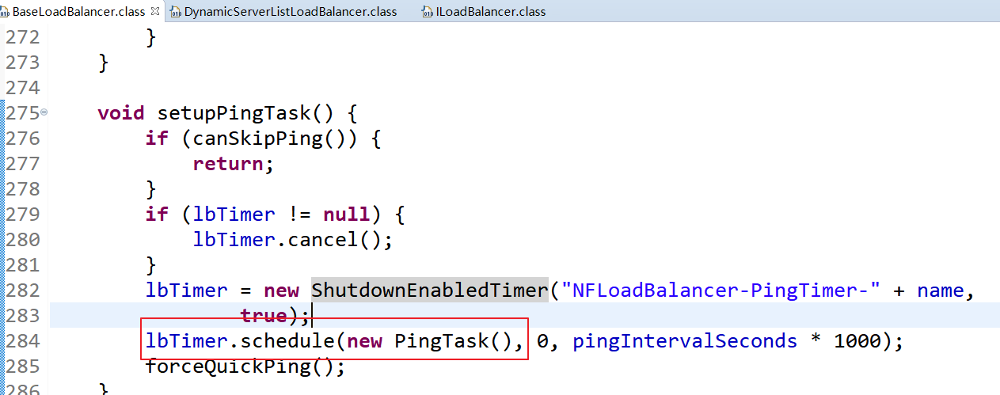 BaseLoadBalancer.class DynamicServerListLoadBalancer.class ILoadBalancer.class
272 }
273 }
274
275 void setupPingTask() {
276 if (canSkipPing()) {
277 return;
278 }
279 if (lbTimer != null) {
280 lbTimer.cancel();
281 }
282 lbTimer = new ShutdownEnabledTimer("NFLoadBalancer-PingTimer-" + name,
283 true);
284 lbTimer.schedule(new PingTask(), 0, pingIntervalSeconds * 1000);
285 forceQuickPing();
286 }